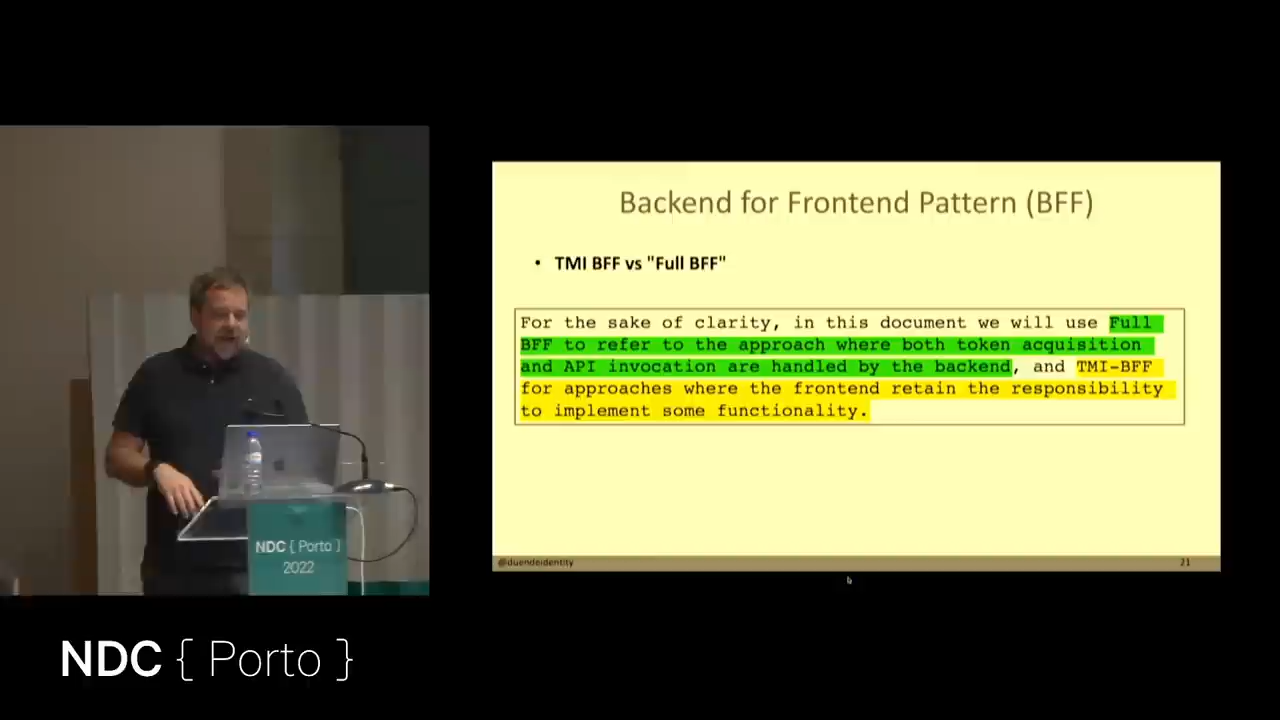 Backend for Frontend Pattern (BFF)
• TMI BFF vs "Full BFF"
For the sake of clarity, in this document we will use Full
BFF to refer to the approach where both token acquisition
and API invocation are handled by the backend, and TMI-BFF
for approaches where the frontend retain the responsibility
to implement some functionality.
@duendeidentity
21
NDC { Porto }
2022
NDC { Porto }